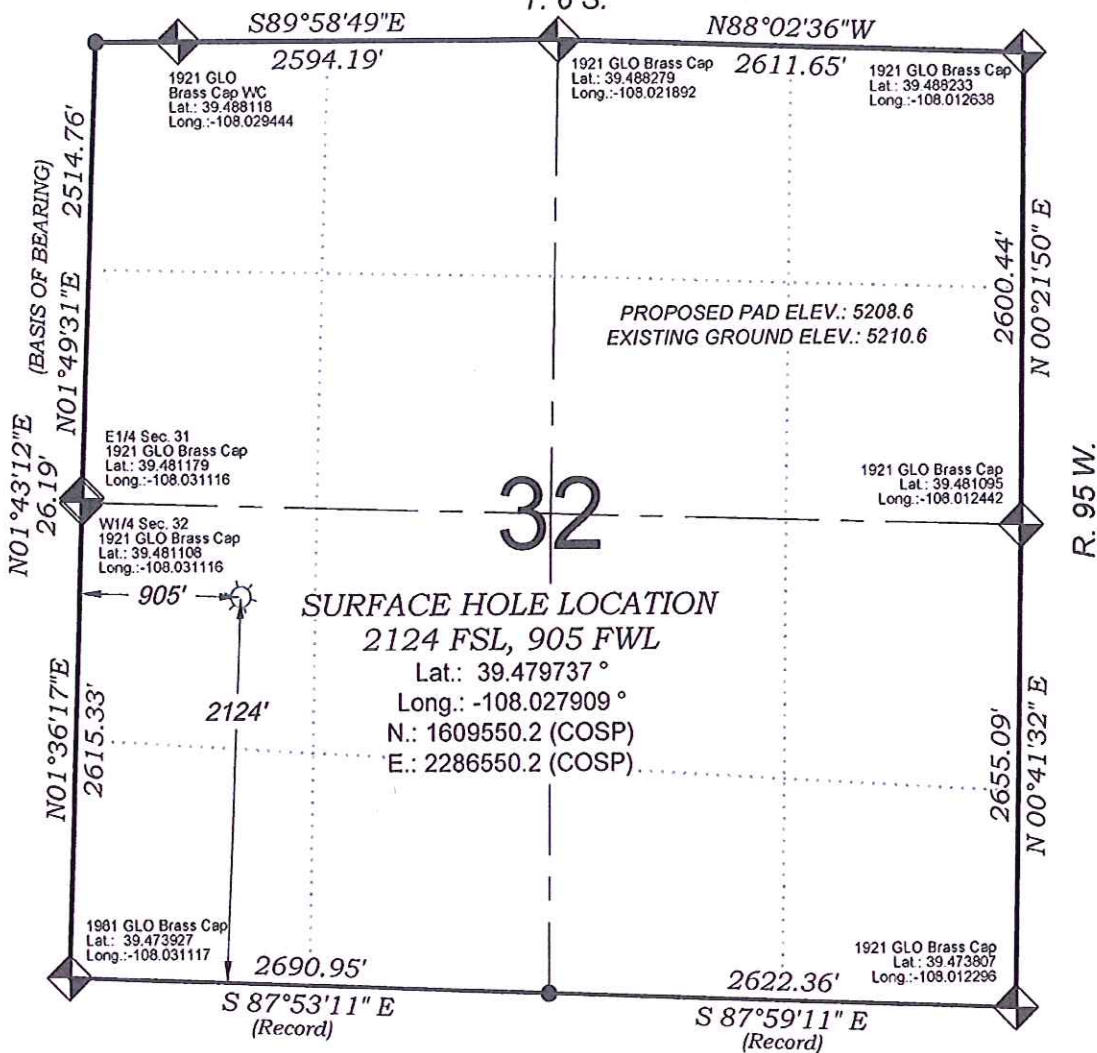 T. 6 S.
S89°58'49"E
2594.19'
N88°02'36"W
2611.65'
1921 GLO
Brass Cap WC
Lat.: 39.488118
Long.:-108.029444
1921 GLO Brass Cap
Lat.: 39.488279
Long.:-108.021892
1921 GLO Brass Cap
Lat.: 39.488233
Long.:-108.012638
2514.76'
(BASIS OF BEARING)
N01°49'31"E
2600.44'
N 00°21'50" E
PROPOSED PAD ELEV.: 5208.6
EXISTING GROUND ELEV.: 5210.6
N01°43'12"E
26.19'
E1/4 Sec. 31
1921 GLO Brass Cap
Lat.: 39.481179
Long.:-108.031116
W1/4 Sec. 32
1921 GLO Brass Cap
Lat.: 39.481108
Long.:-108.031116
32
1921 GLO Brass Cap
Lat.: 39.481095
Long.:-108.012442
R. 95 W.
905'
SURFACE HOLE LOCATION
2124 FSL, 905 FWL
Lat.: 39.479737 °
Long.: -108.027909 °
N.: 1609550.2 (COSP)
E.: 2286550.2 (COSP)
2124'
N01°36'17"E
2615.33'
2655.09'
N 00°41'32" E
1981 GLO Brass Cap
Lat.: 39.473927
Long.:-108.031117
1921 GLO Brass Cap
Lat.: 39.473807
Long.:-108.012296
2690.95'
S 87°53'11" E
(Record)
2622.36'
S 87°59'11" E
(Record)